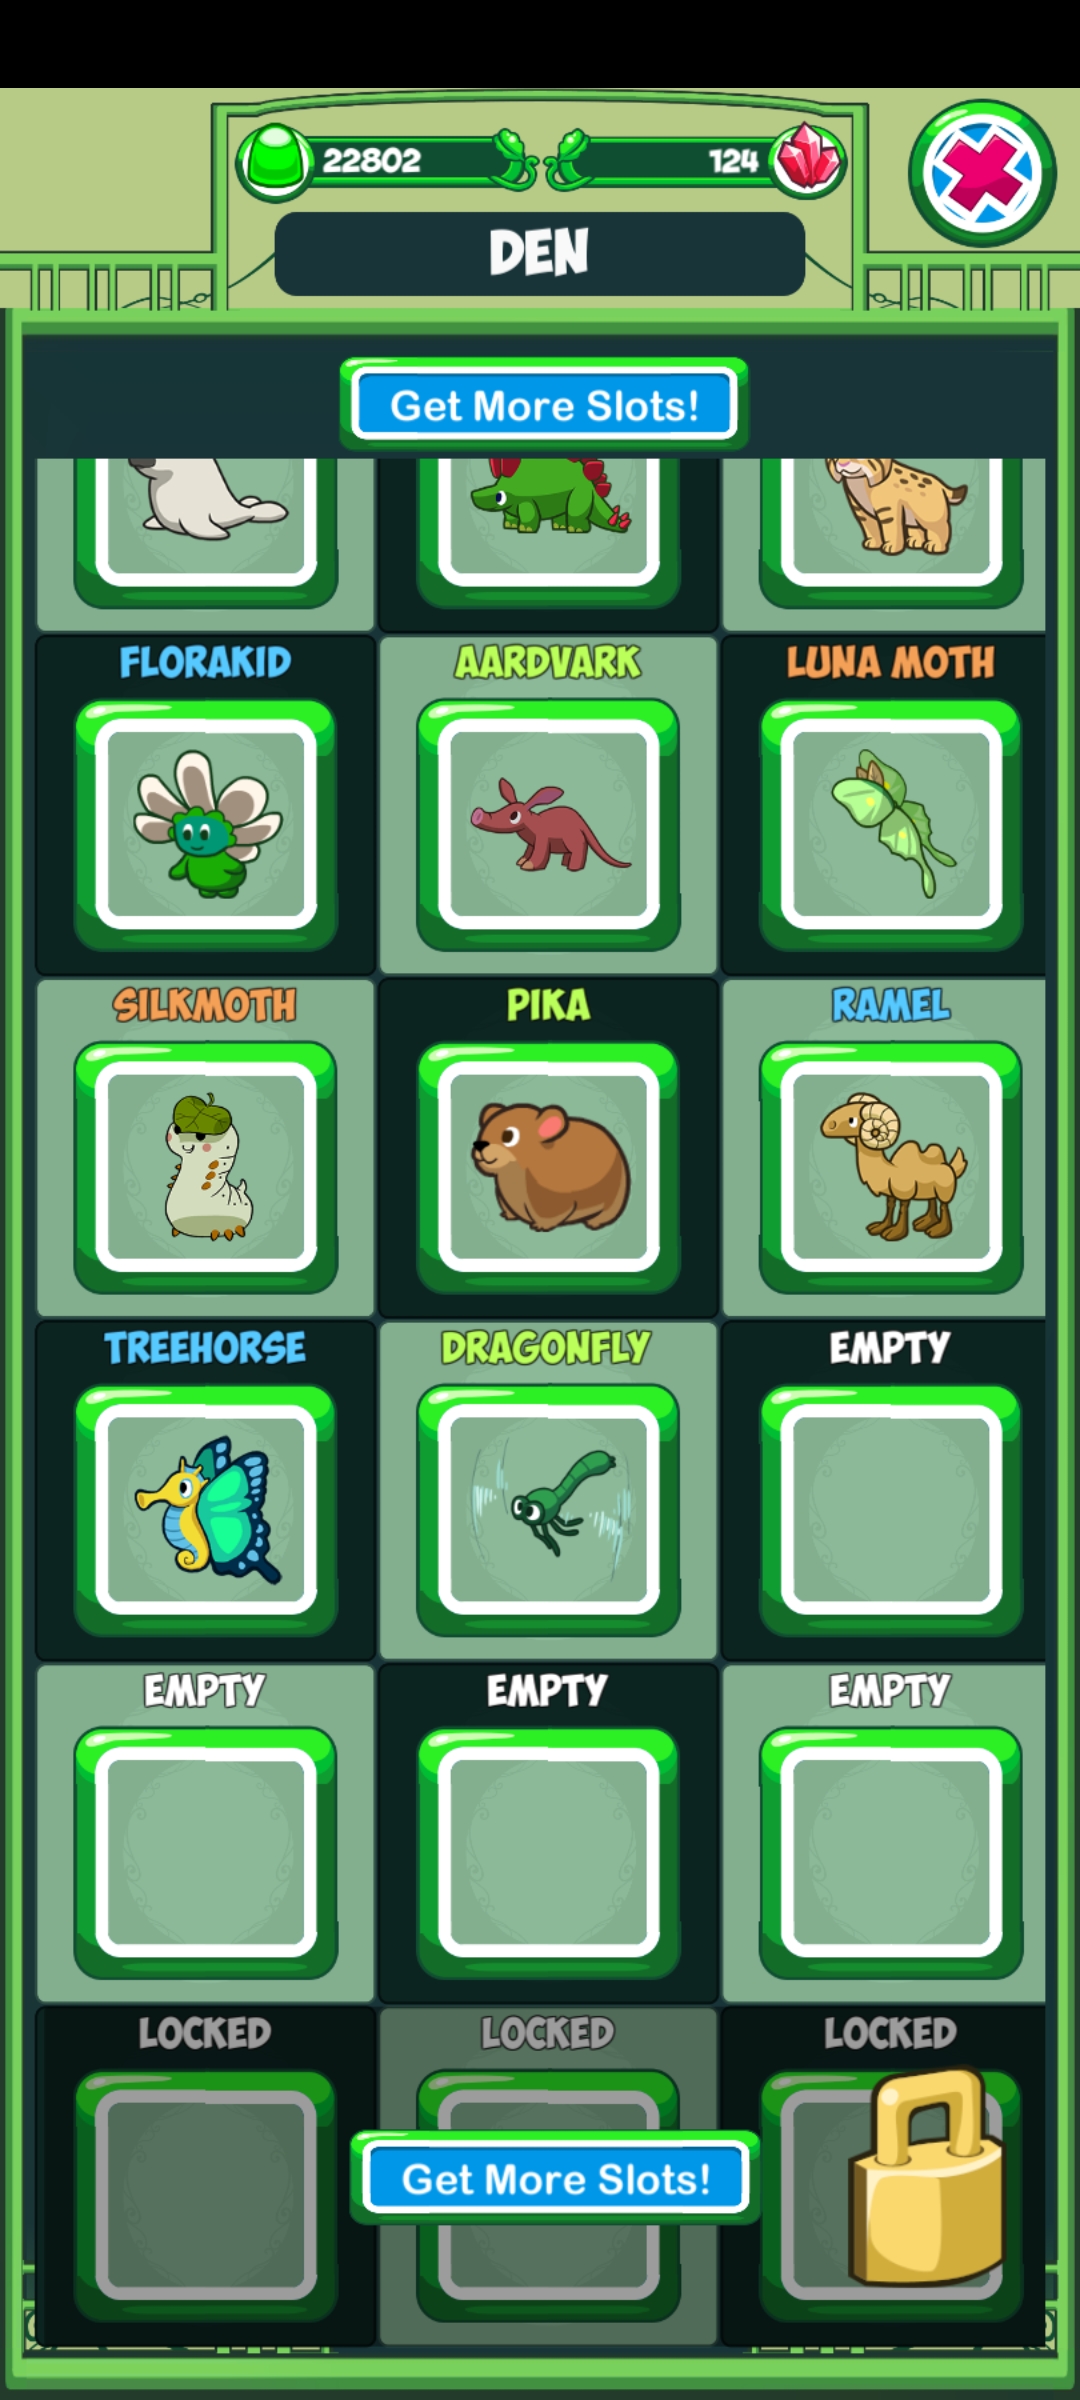 22802
124
DEN
Get More Slots!
FLORAKID
AARDVARK
LUNA MOTH
SILKMOTH
PIKA
RAMEL
TREEHORSE
DRAGONFLY
EMPTY
EMPTY
EMPTY
EMPTY
LOCKED
LOCKED
LOCKED
Get More Slots!